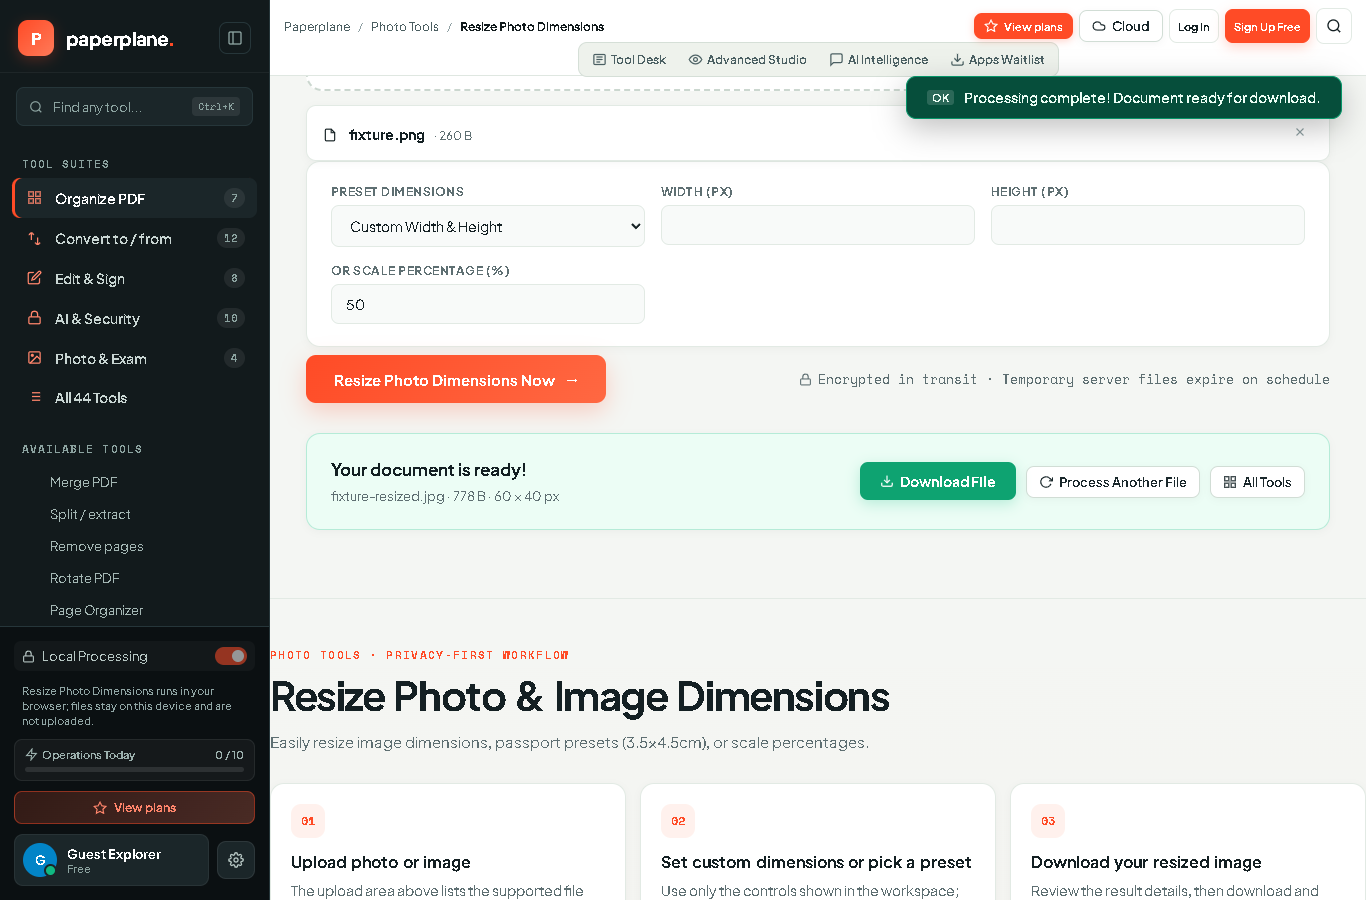 P paperplane.
Find any tool... Ctrl+K
TOOL SUITES
Organize PDF 7
Convert to / from 12
Edit & Sign 8
AI & Security 10
Photo & Exam 4
All 44 Tools
AVAILABLE TOOLS
Merge PDF
Split / extract
Remove pages
Rotate PDF
Page Organizer
Local Processing
Resize Photo Dimensions runs in your
browser; files stay on this device and are
not uploaded.
Operations Today 0 / 10
View plans
G Guest Explorer
Free
Paperplane / Photo Tools / Resize Photo Dimensions
View plans Cloud Log In Sign Up Free
Tool Desk Advanced Studio AI Intelligence Apps Waitlist
OK Processing complete! Document ready for download.
fixture.png · 260 B ×
PRESET DIMENSIONS WIDTH (PX) HEIGHT (PX)
Custom Width & Height
OR SCALE PERCENTAGE (%)
50
Resize Photo Dimensions Now →
Encrypted in transit · Temporary server files expire on schedule
Your document is ready!
fixture-resized.jpg · 778 B · 60 × 40 px
Download File Process Another File All Tools
PHOTO TOOLS · PRIVACY-FIRST WORKFLOW
Resize Photo & Image Dimensions
Easily resize image dimensions, passport presets (3.5×4.5cm), or scale percentages.
01
Upload photo or image
The upload area above lists the supported file
02
Set custom dimensions or pick a preset
Use only the controls shown in the workspace;
03
Download your resized image
Review the result details, then download and